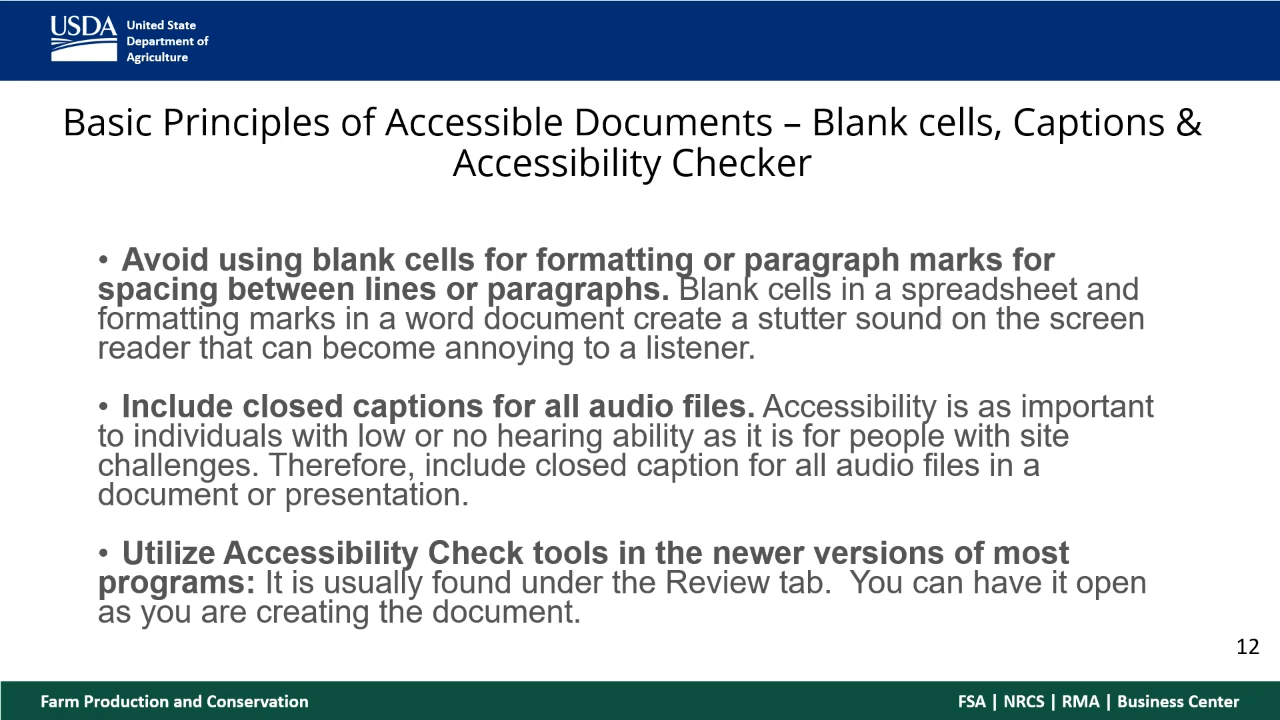 USDA
United State
Department of
Agriculture
Basic Principles of Accessible Documents – Blank cells, Captions &
Accessibility Checker
• Avoid using blank cells for formatting or paragraph marks for
spacing between lines or paragraphs. Blank cells in a spreadsheet and
formatting marks in a word document create a stutter sound on the screen
reader that can become annoying to a listener.
• Include closed captions for all audio files. Accessibility is as important
to individuals with low or no hearing ability as it is for people with site
challenges. Therefore, include closed caption for all audio files in a
document or presentation.
• Utilize Accessibility Check tools in the newer versions of most
programs: It is usually found under the Review tab.  You can have it open
as you are creating the document.
12
Farm Production and Conservation
FSA | NRCS | RMA | Business Center